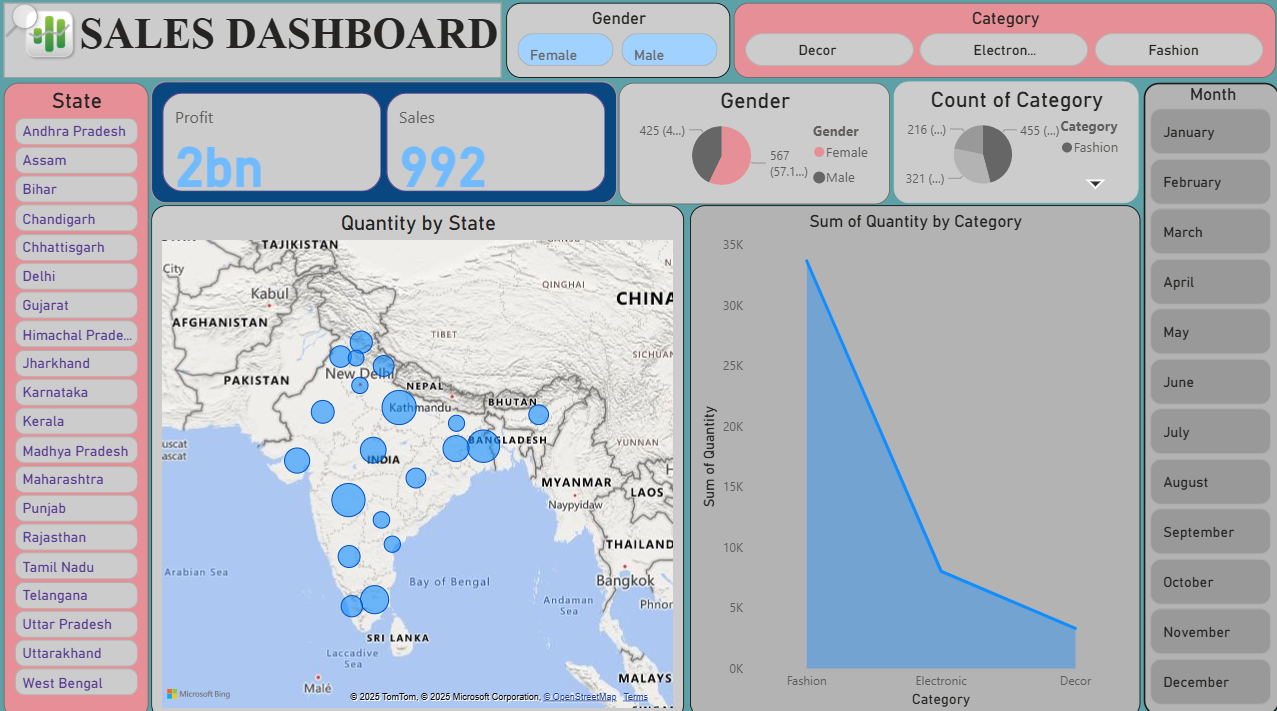 SALES DASHBOARD
Gender
Female
Male
Category
Decor
Electron...
Fashion
State
Andhra Pradesh
Assam
Bihar
Chandigarh
Chhattisgarh
Delhi
Gujarat
Himachal Prade...
Jharkhand
Karnataka
Kerala
Madhya Pradesh
Maharashtra
Punjab
Rajasthan
Tamil Nadu
Telangana
Uttar Pradesh
Uttarakhand
West Bengal
Profit
2bn
Sales
992
Gender
425 (4...)
567
(57.1...)
Gender
Female
Male
Count of Category
216 (...)
455 (...)
321 (...)
Category
Fashion
Month
January
February
March
April
May
June
July
August
September
October
November
December
Quantity by State
TAJIKISTAN
City
Kabul
QINGHAI
CHINA
AFGHANISTAN
TIBET
SICHUAN
New Delhi
PAKISTAN
NEPAL
Kathmandu
BHUTAN
BANGLADESH
YUNNAN
uscat
ascat
INDIA
MYANMAR
LAOS
Naypyidaw
THAILAND
Arabian Sea
Bay of Bengal
Bangkok
Andaman
Sea
Phnor
SRI LANKA
Laccadive
Sea
Malé
MALAYS
Microsoft Bing
© 2025 TomTom, © 2025 Microsoft Corporation, © OpenStreetMap Terms
Sum of Quantity by Category
Sum of Quantity
35K
30K
25K
20K
15K
10K
5K
0K
Fashion
Electronic
Decor
Category